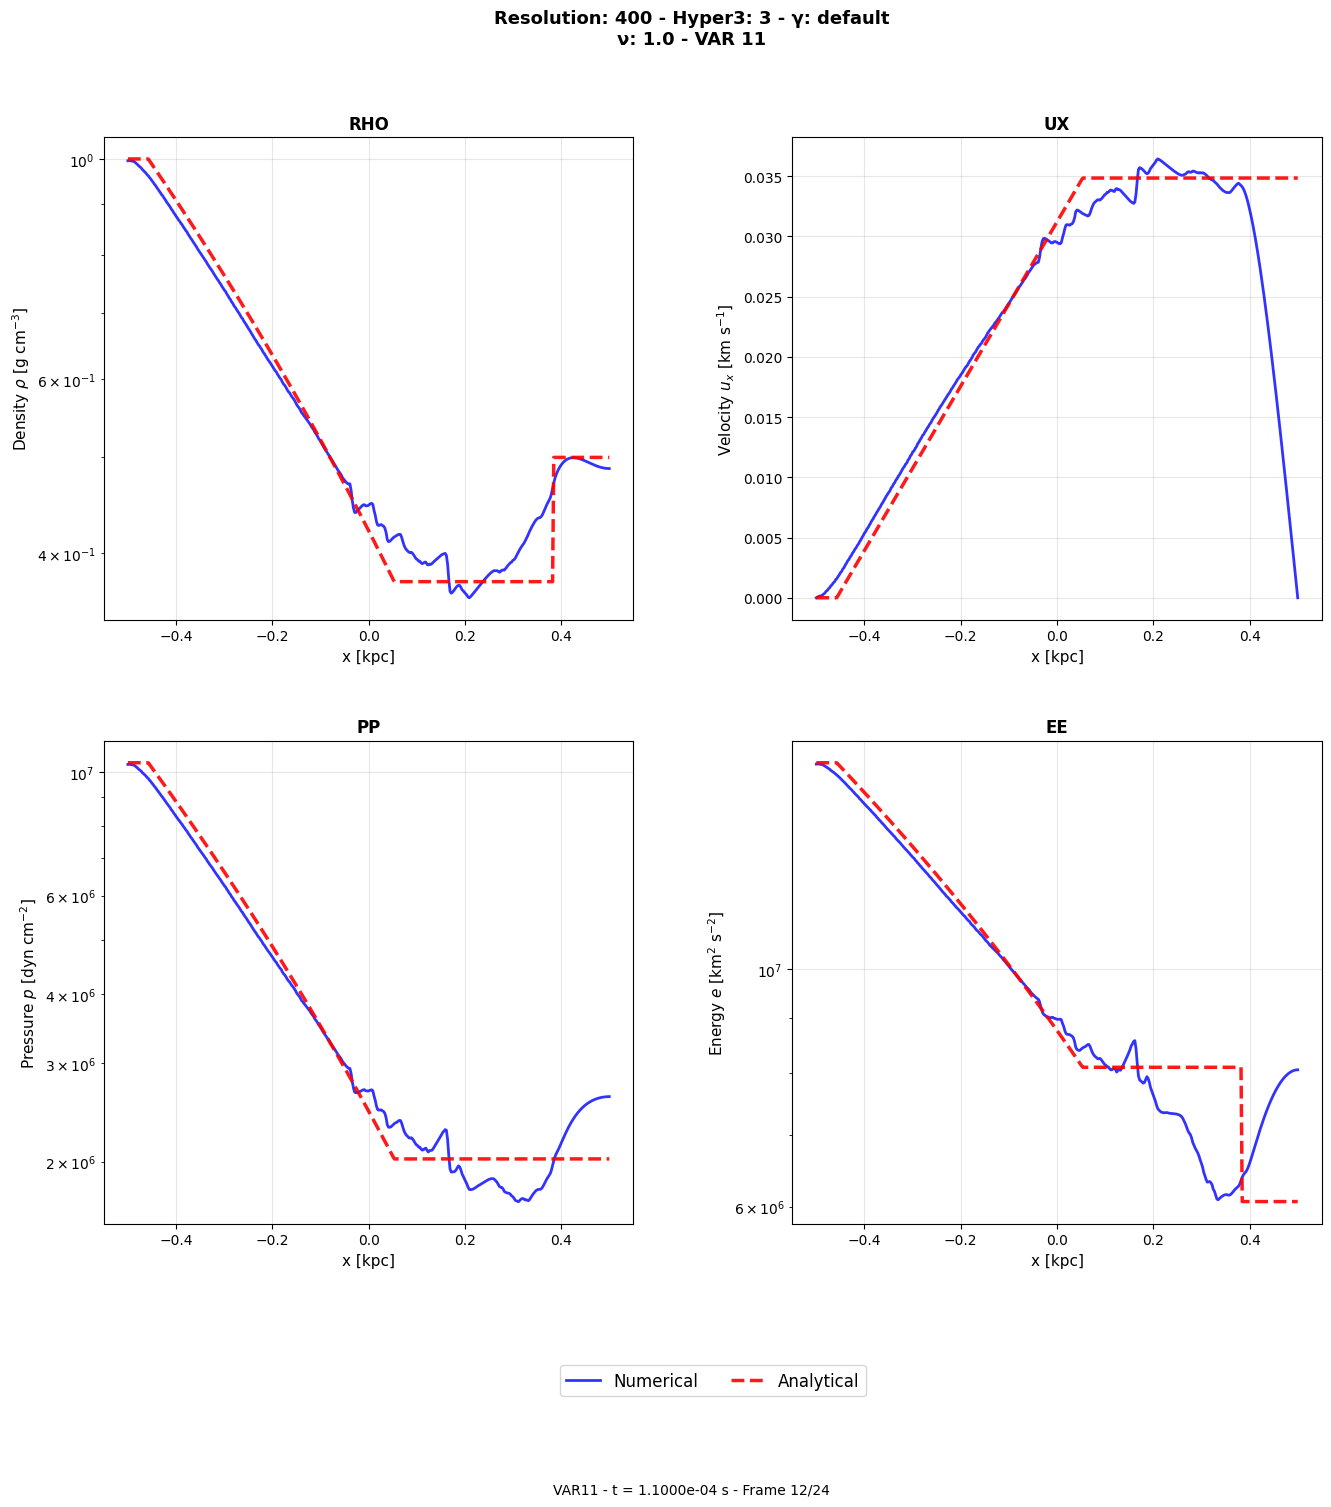 Resolution: 400 - Hyper3: 3 - γ: default
ν: 1.0 - VAR 11
RHO
Density ρ [g cm⁻³]
10⁰
6 × 10⁻¹
4 × 10⁻¹
−0.4 −0.2 0.0 0.2 0.4
x [kpc]
UX
Velocity uₓ [km s⁻¹]
0.035
0.030
0.025
0.020
0.015
0.010
0.005
0.000
−0.4 −0.2 0.0 0.2 0.4
x [kpc]
PP
Pressure p [dyn cm⁻²]
10⁷
6 × 10⁶
4 × 10⁶
3 × 10⁶
2 × 10⁶
−0.4 −0.2 0.0 0.2 0.4
x [kpc]
EE
Energy e [km² s⁻²]
10⁷
6 × 10⁶
−0.4 −0.2 0.0 0.2 0.4
x [kpc]
Numerical Analytical
VAR11 - t = 1.1000e-04 s - Frame 12/24